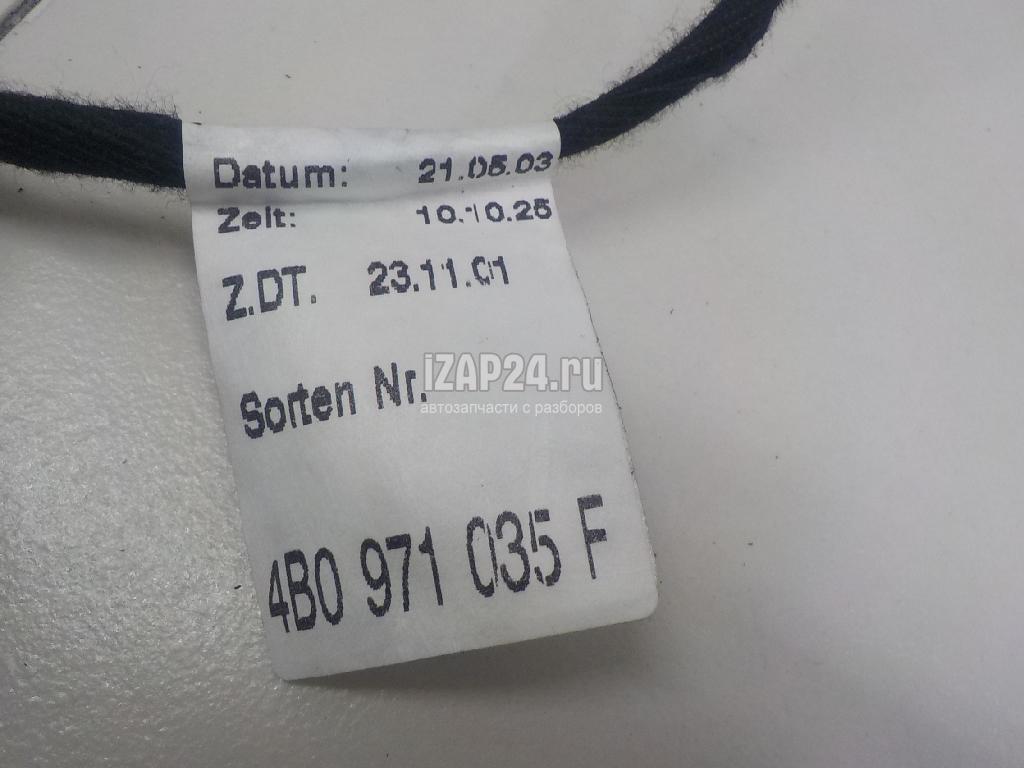 Datum: 21.05.03
Zeit: 10.10.25
Z.DT. 23.11.01
iZAP24.ru
Sorten Nr.
автозапчасти с разборов
4B0 971 035 F